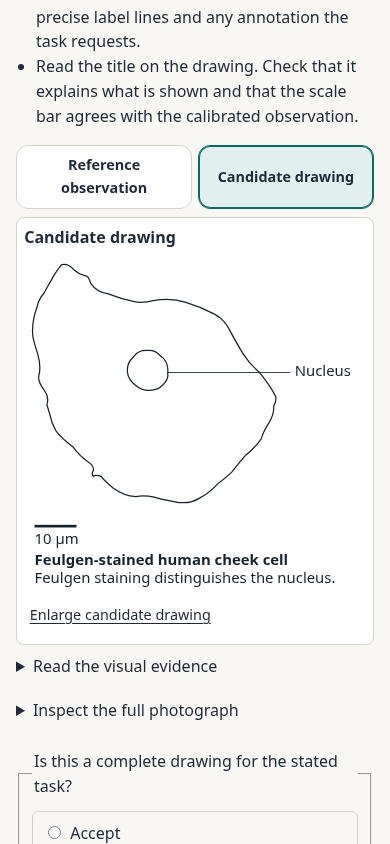 precise label lines and any annotation the
task requests.
Read the title on the drawing. Check that it
explains what is shown and that the scale
bar agrees with the calibrated observation.
Reference
observation
Candidate drawing
Candidate drawing
Nucleus
10 µm
Feulgen-stained human cheek cell
Feulgen staining distinguishes the nucleus.
Enlarge candidate drawing
Read the visual evidence
Inspect the full photograph
Is this a complete drawing for the stated
task?
Accept